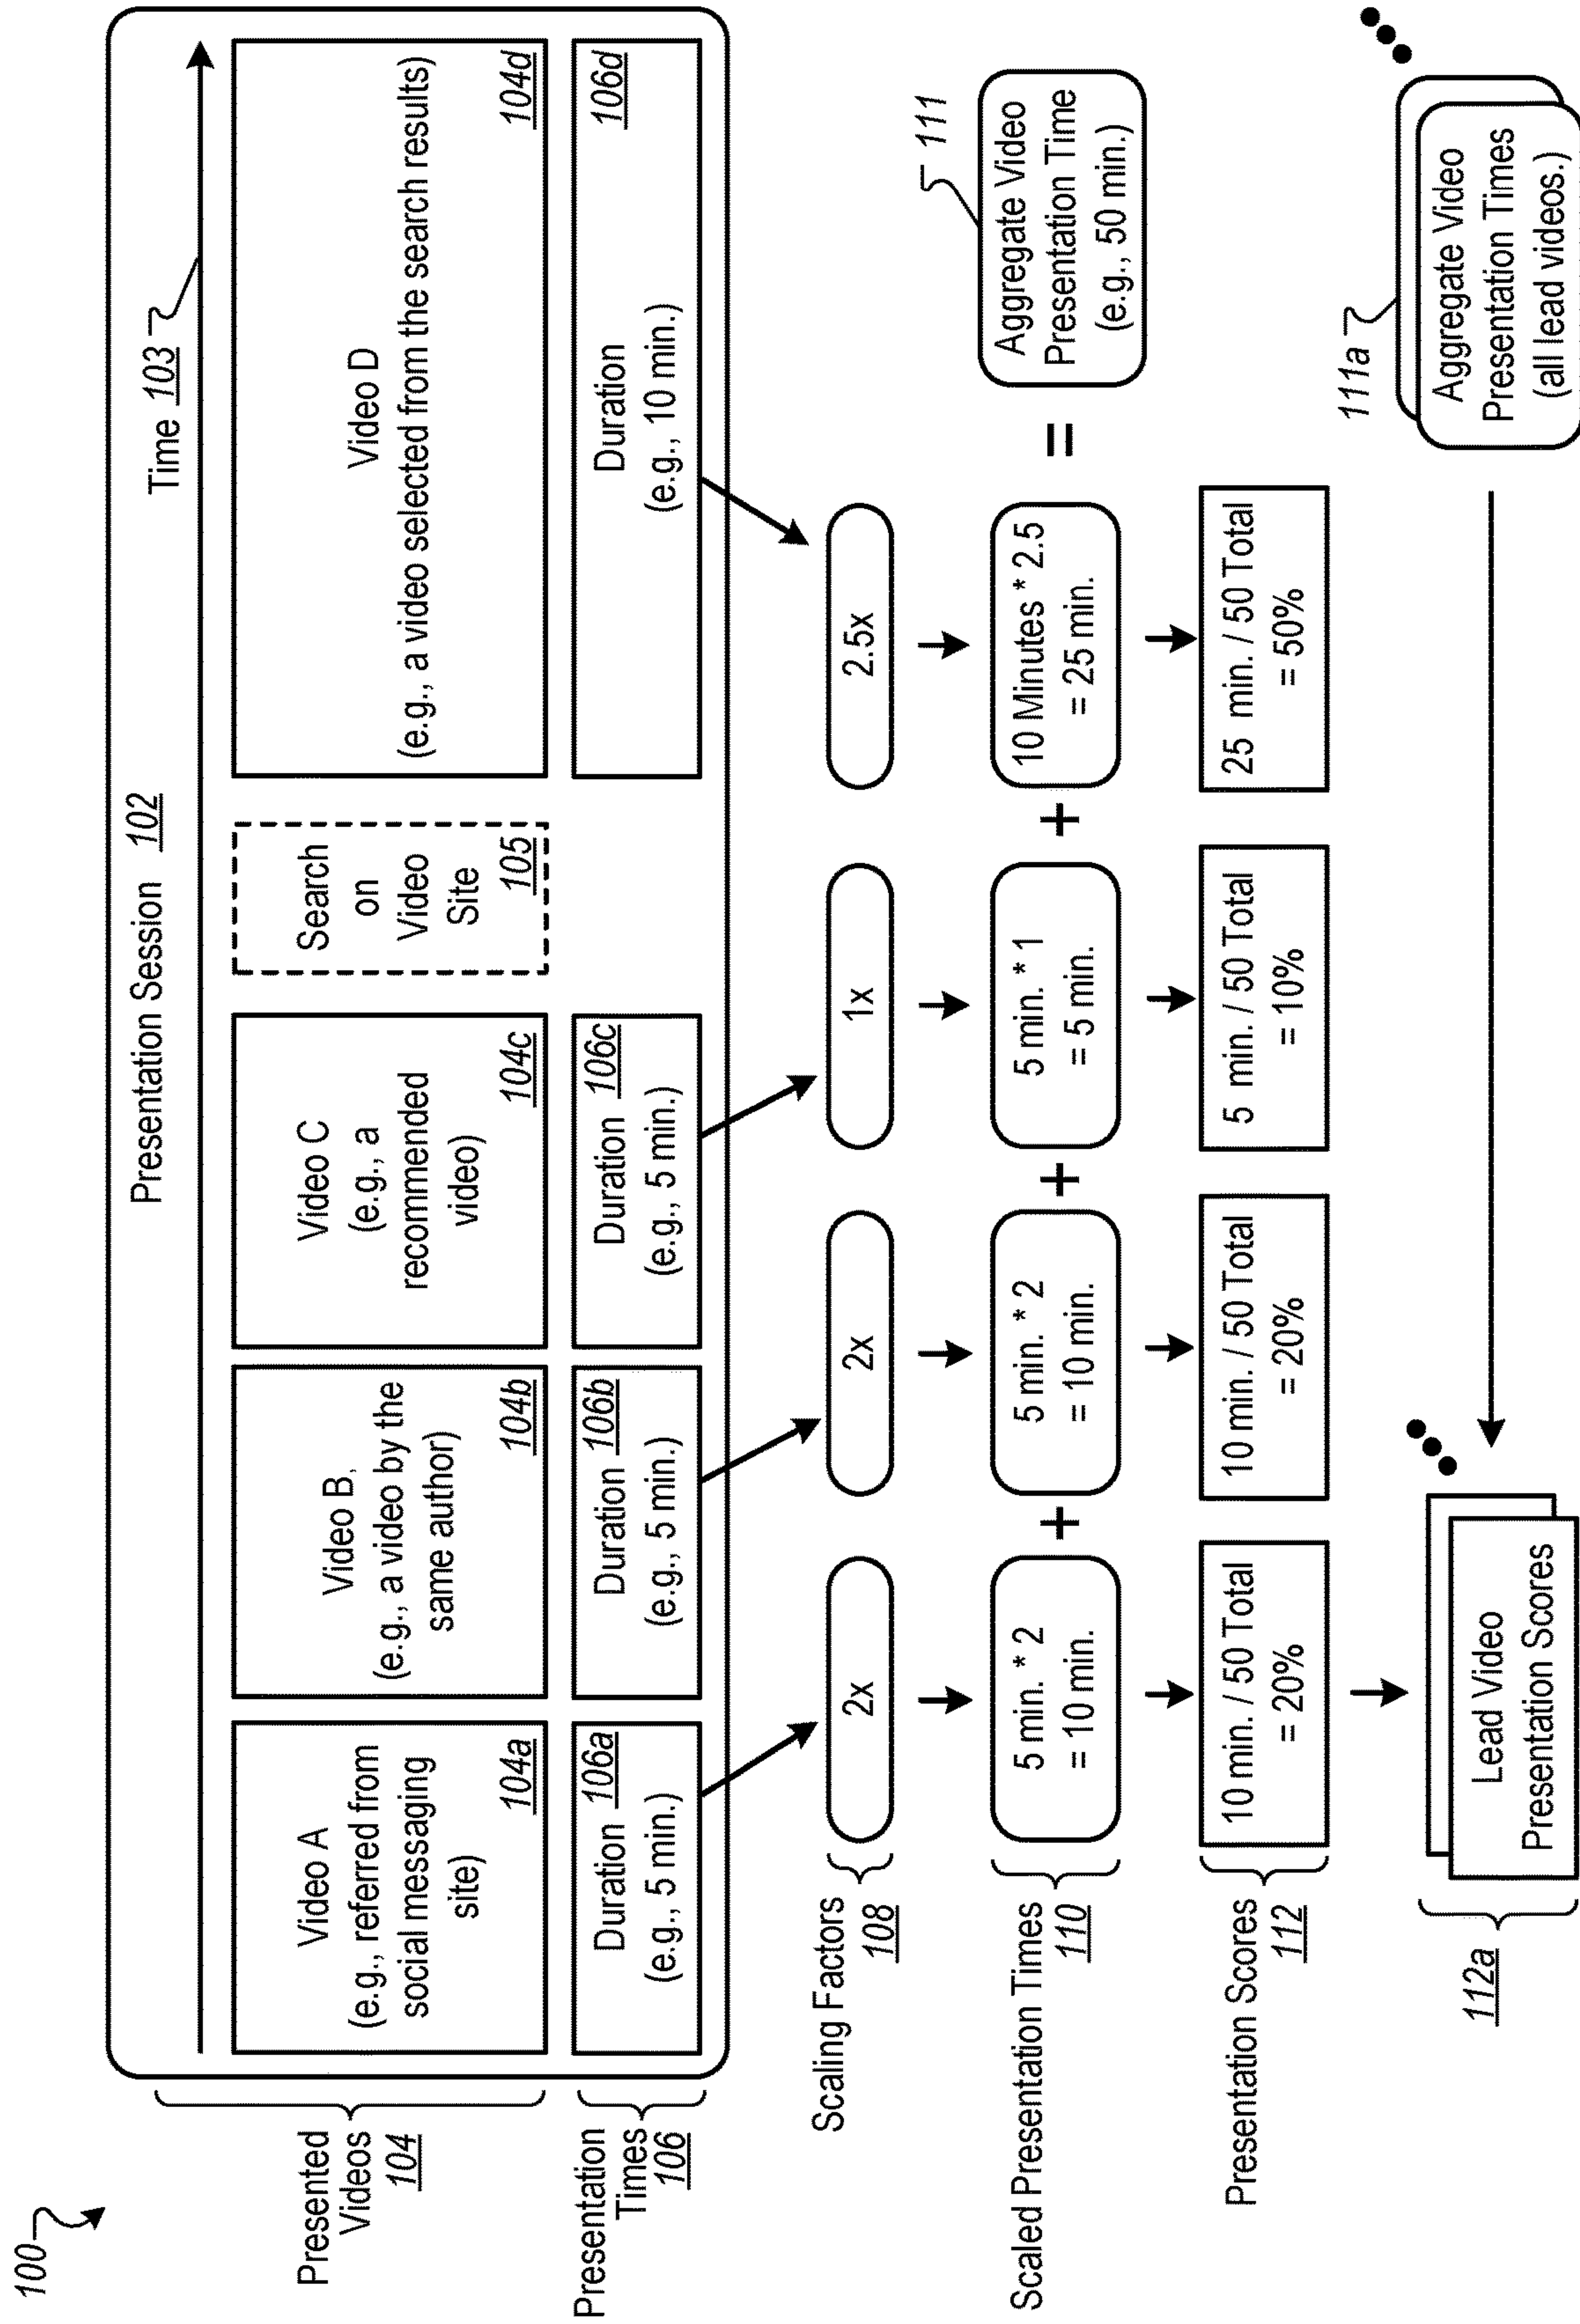 100
Presentation Session 102
Time 103
Presented
Videos
104
Video A
(e.g., referred from
social messaging
site)
104a
Video B,
(e.g., a video by the
same author)
104b
Video C
(e.g., a
recommended
video)
104c
Search
on
Video
Site
105
Video D
(e.g., a video selected from the search results)
104d
Presentation
Times
106
Duration 106a
(e.g., 5 min.)
Duration 106b
(e.g., 5 min.)
Duration 106c
(e.g., 5 min.)
Duration
(e.g., 10 min.)
106d
Scaling Factors
108
2x
2x
1x
2.5x
Scaled Presentation Times
110
5 min. * 2
= 10 min.
+
5 min. * 2
= 10 min.
+
5 min. * 1
= 5 min.
+
10 Minutes * 2.5
= 25 min.
=
Aggregate Video
Presentation Time
(e.g., 50 min.)
111
Presentation Scores
112
10 min. / 50 Total
= 20%
10 min. / 50 Total
= 20%
5 min. / 50 Total
= 10%
25 min. / 50 Total
= 50%
112a
Lead Video
Presentation Scores
111a
Aggregate Video
Presentation Times
(all lead videos.)